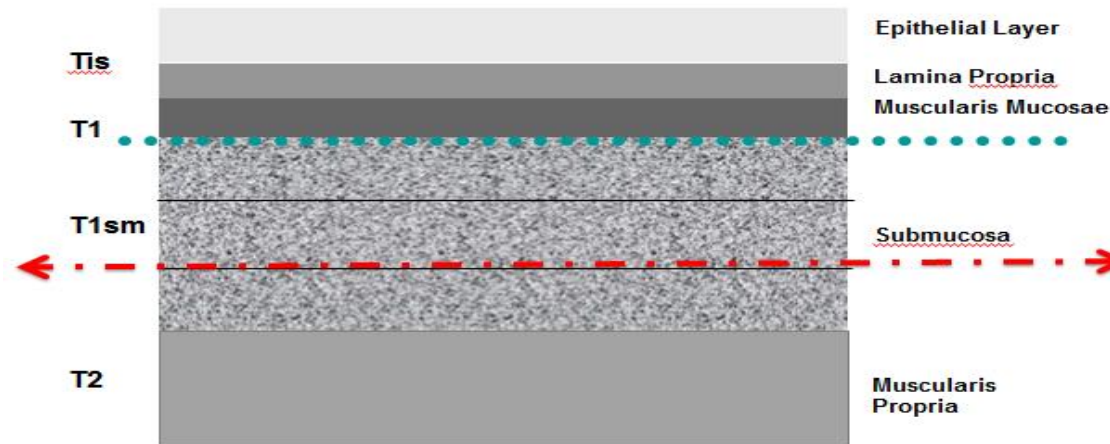 Epithelial Layer
Tis
Lamina Propria
Muscularis Mucosae
T1
T1sm
Submucosa
T2
Muscularis
Propria